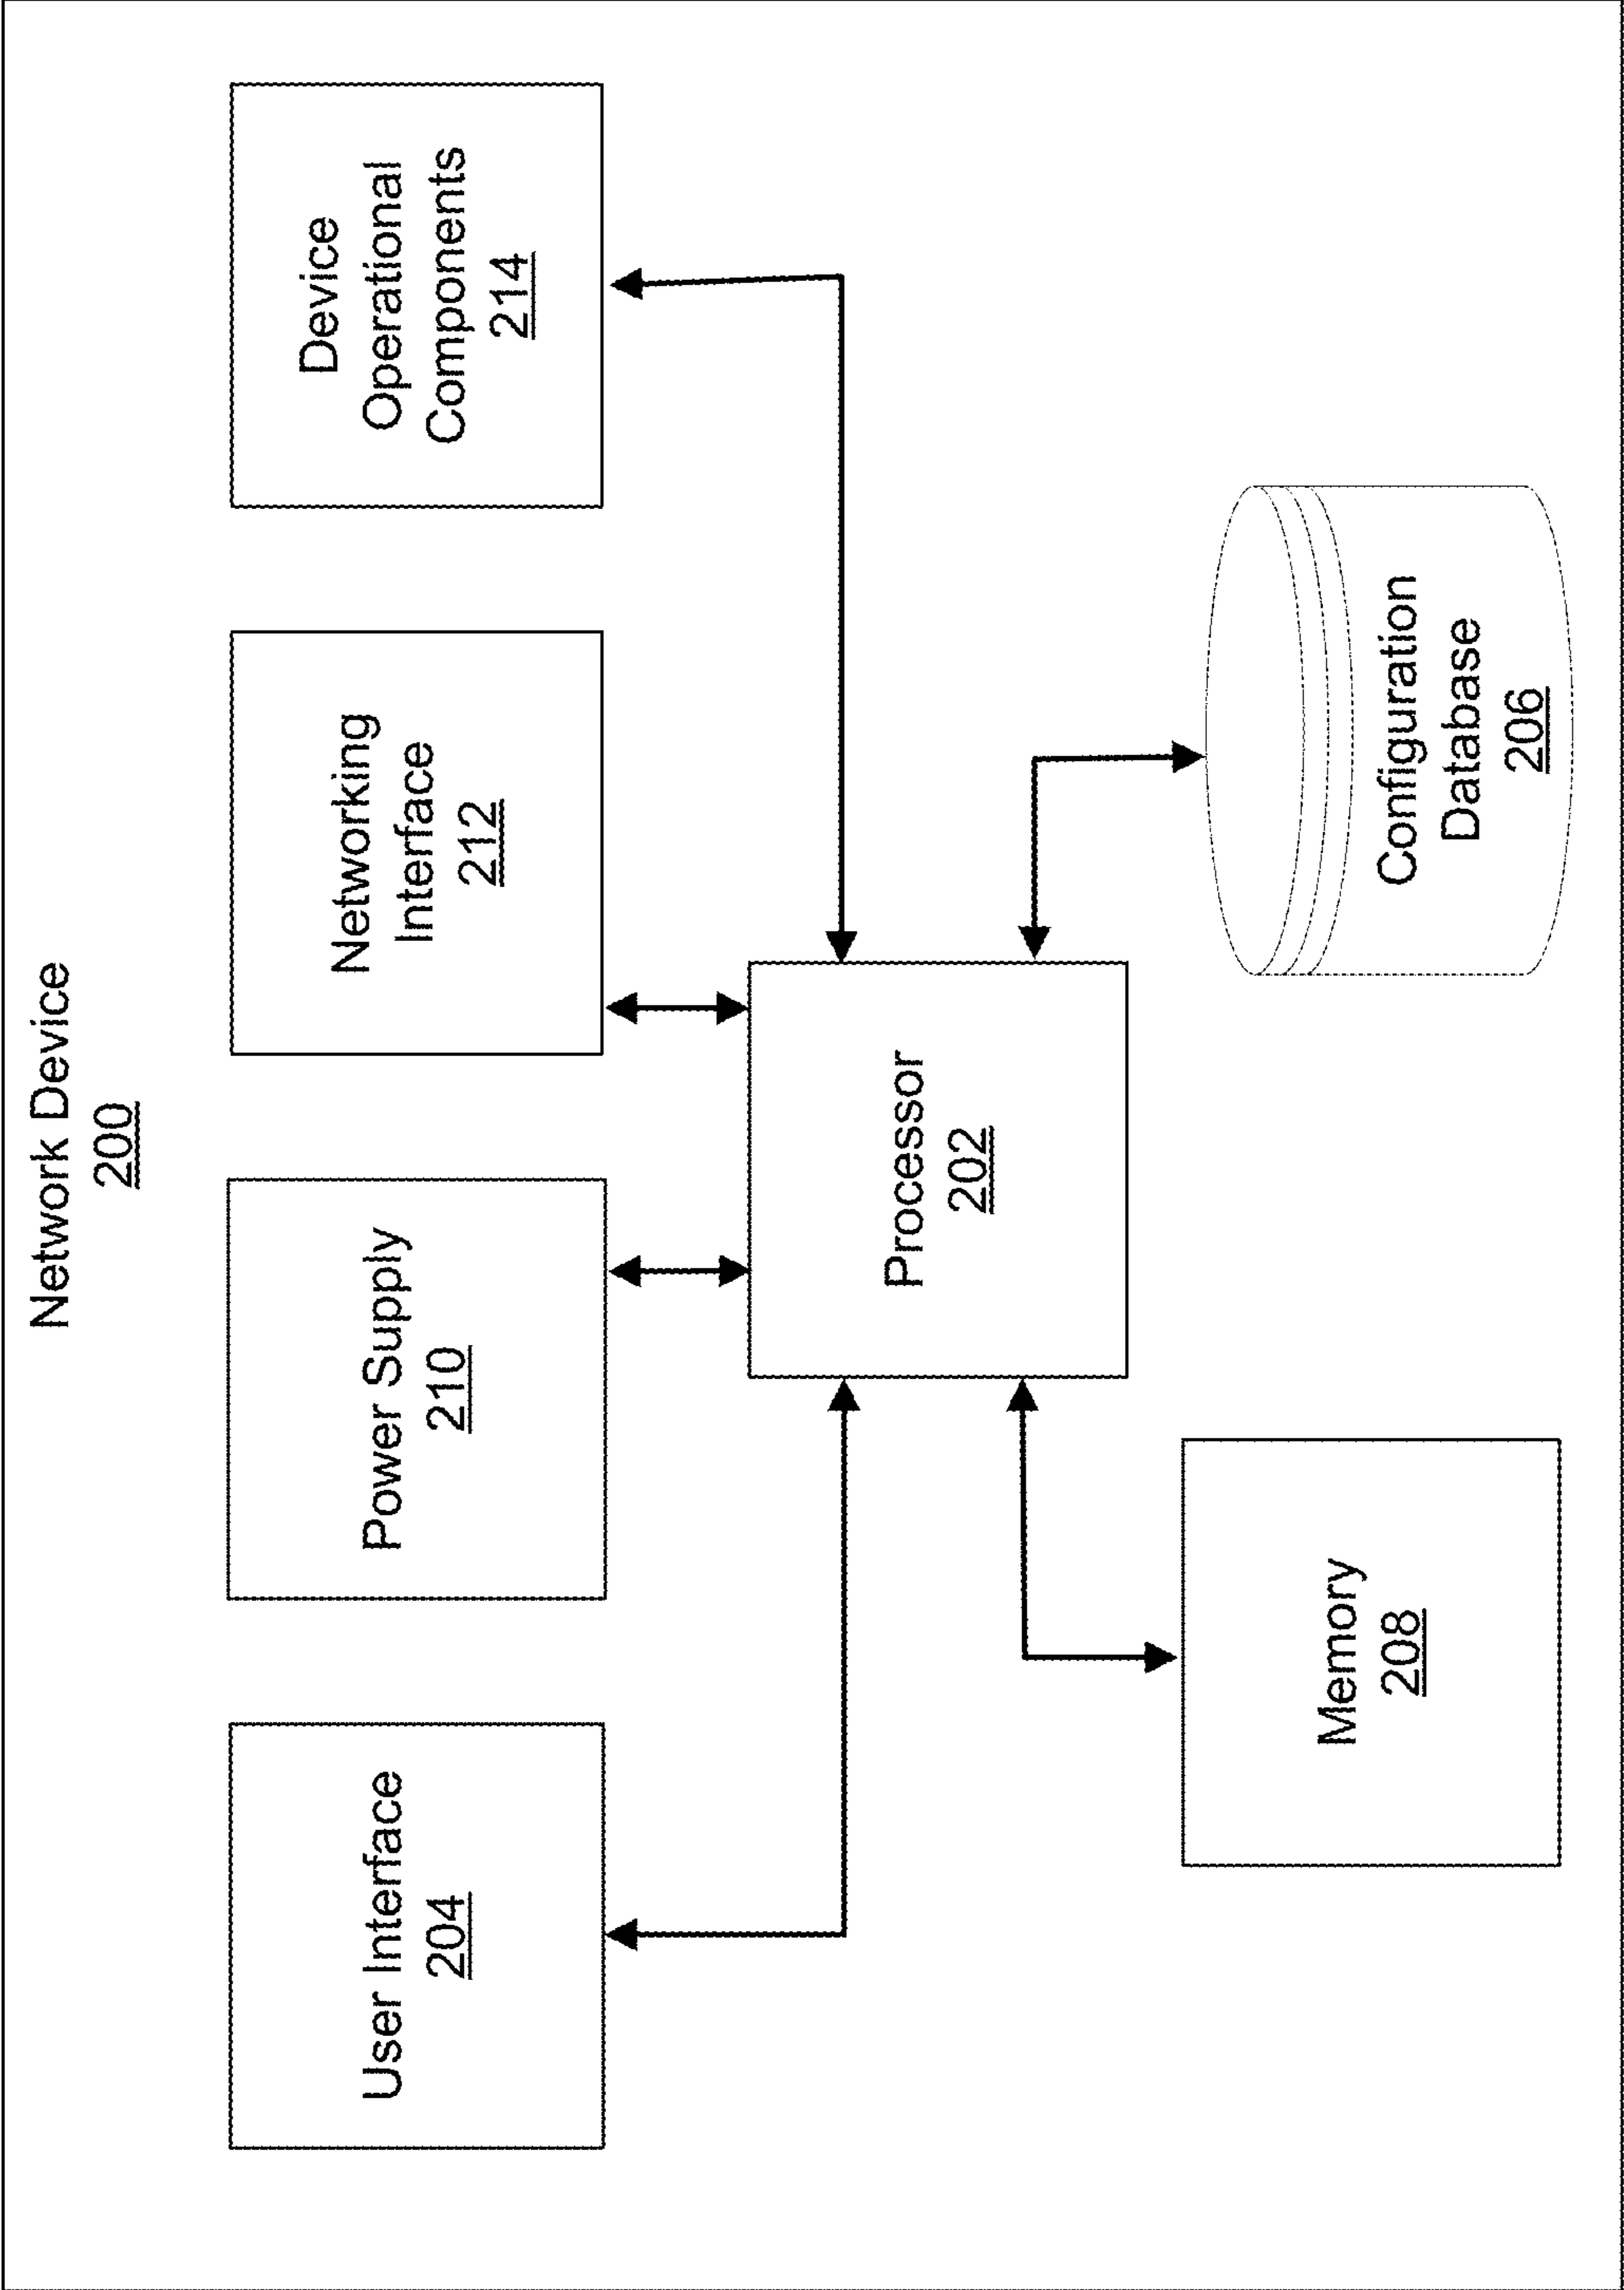 Network Device
200
User Interface
204
Power Supply
210
Networking
Interface
212
Device
Operational
Components
214
Processor
202
Memory
208
Configuration
Database
206